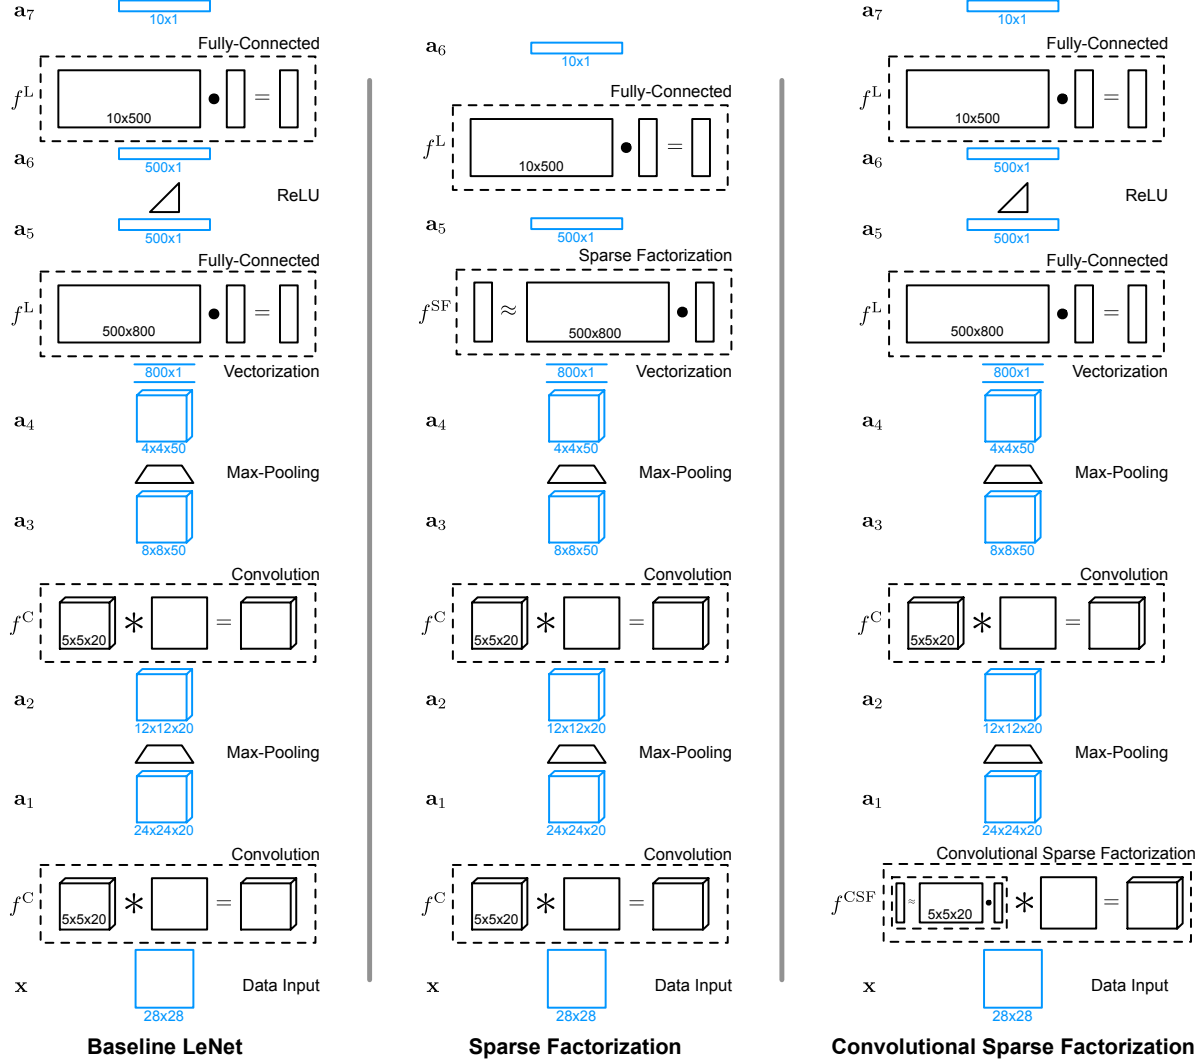 a₇
10x1
Fully-Connected
fᴸ
10x500
● =
a₆
500x1
ReLU
a₅
500x1
Fully-Connected
fᴸ
500x800
● =
800x1
Vectorization
a₄
4x4x50
Max-Pooling
a₃
8x8x50
Convolution
f^C
5x5x20
* =
a₂
12x12x20
Max-Pooling
a₁
24x24x20
Convolution
f^C
5x5x20
* =
x
Data Input
28x28
Baseline LeNet
a₆
10x1
Fully-Connected
fᴸ
10x500
● =
a₅
500x1
Sparse Factorization
f^SF
≈
500x800
●
800x1
Vectorization
a₄
4x4x50
Max-Pooling
a₃
8x8x50
Convolution
f^C
5x5x20
* =
a₂
12x12x20
Max-Pooling
a₁
24x24x20
Convolution
f^C
5x5x20
* =
x
Data Input
28x28
Sparse Factorization
a₇
10x1
Fully-Connected
fᴸ
10x500
● =
a₆
500x1
ReLU
a₅
500x1
Fully-Connected
fᴸ
500x800
● =
800x1
Vectorization
a₄
4x4x50
Max-Pooling
a₃
8x8x50
Convolution
f^C
5x5x20
* =
a₂
12x12x20
Max-Pooling
a₁
24x24x20
Convolutional Sparse Factorization
f^CSF
≈
5x5x20
● * =
x
Data Input
28x28
Convolutional Sparse Factorization